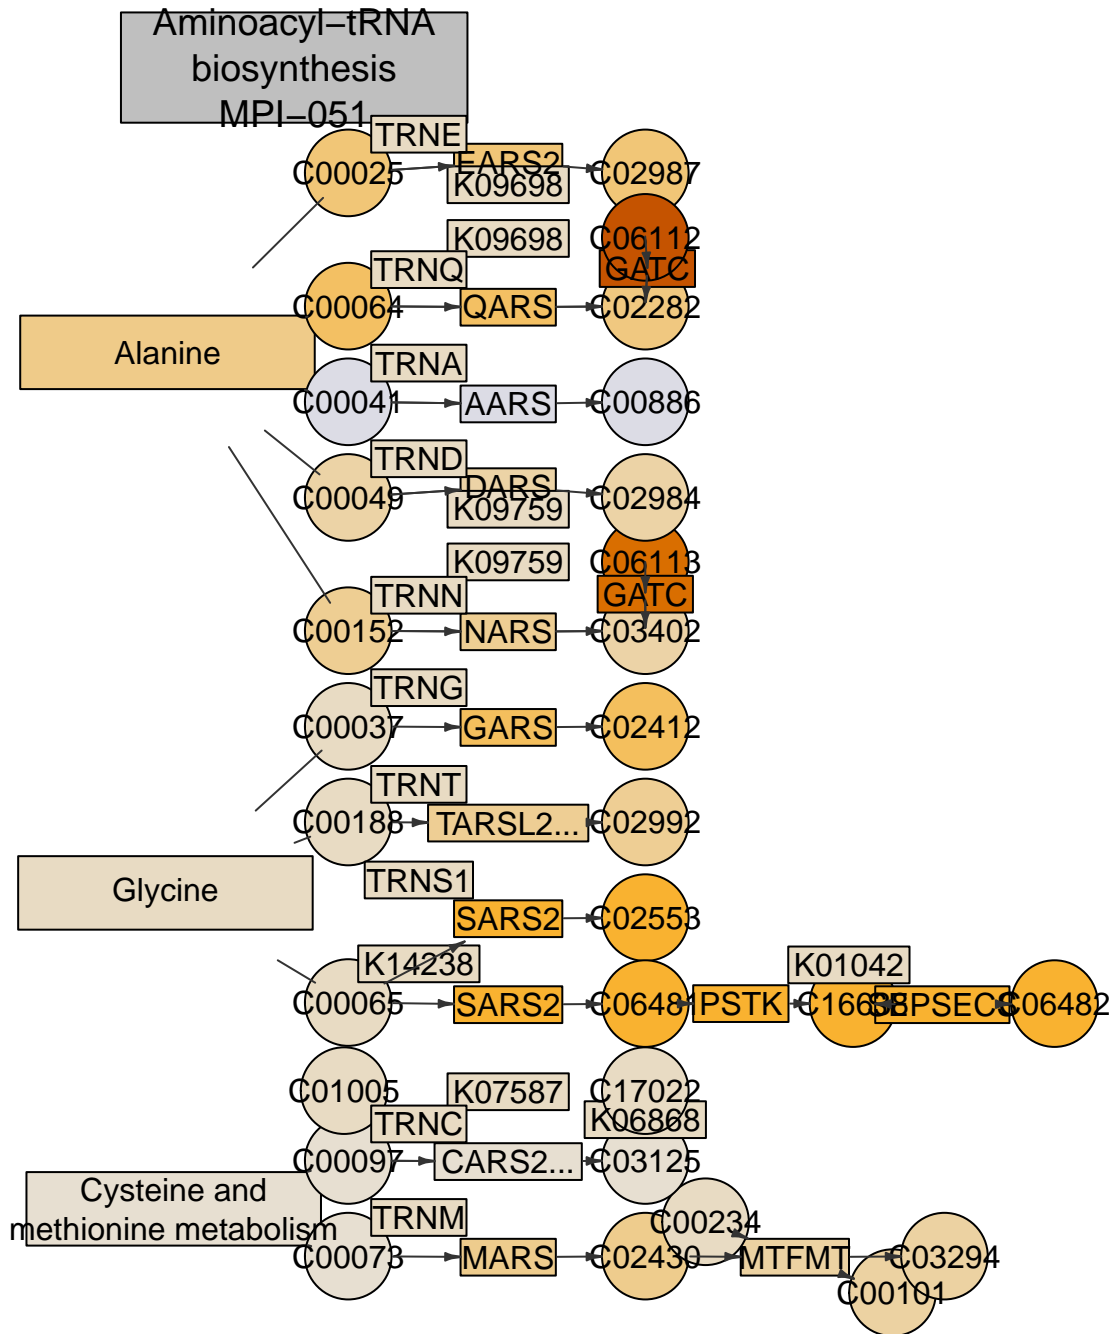 Aminoacyl−tRNA
biosynthesis
MPI−051
TRNE
C00025
EARS2
K09698
C02987
K09698
C06112
TRNQ
GATC
C00064
QARS
C02282
Alanine
TRNA
C00041
AARS
C00886
TRND
C00049
DARS
K09759
C02984
K09759
C06113
TRNN
GATC
C00152
NARS
C03402
TRNG
C00037
GARS
C02412
TRNT
C00188
TARSL2...
C02992
Glycine
TRNS1
SARS2
C02553
K14238
K01042
C00065
SARS2
PSTK
SEPSECS
C06482
C01005
K07587
C17022
TRNC
K06868
C00097
CARS2...
C03125
Cysteine and
methionine metabolism
TRNM
C00234
C00073
MARS
C02430
MTFMT
C03294
C00101